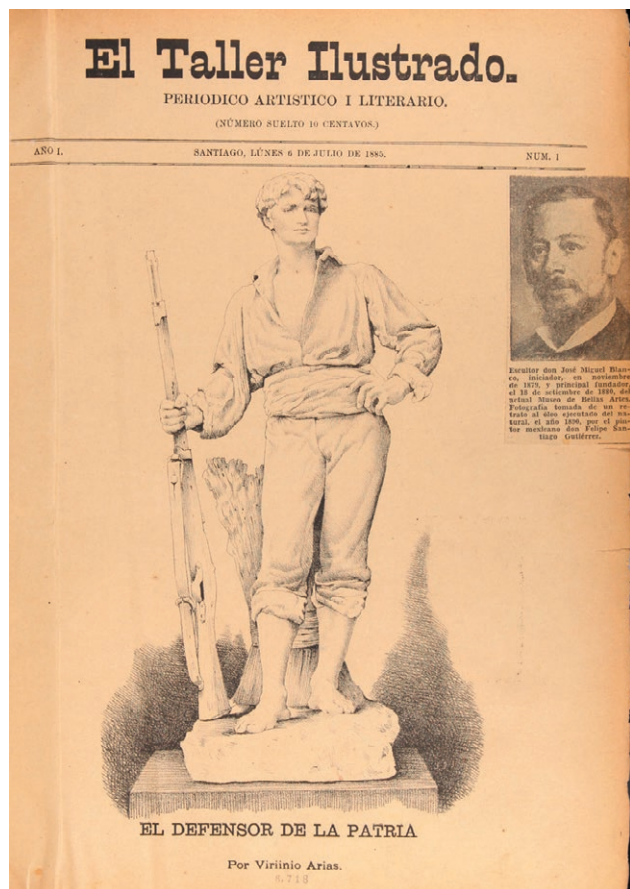 El Taller Ilustrado.
PERIODICO ARTISTICO I LITERARIO.
(NÚMERO SUELTO 10 CENTAVOS.)
AÑO I.
SANTIAGO, LÚNES 6 DE JULIO DE 1885.
NUM. 1
Escultor don José Miguel Blan-
co, iniciador, en noviembre
de 1879, y principal fundador,
el 18 de setiembre de 1880, del
actual Museo de Bellas Artes.
Fotografía tomada de un re-
trato al óleo ejecutado del na-
tural, el año 1890, por el pin-
tor mexicano don Felipe San-
tiago Gutiérrez.
EL DEFENSOR DE LA PATRIA
Por Viriinio Arias.